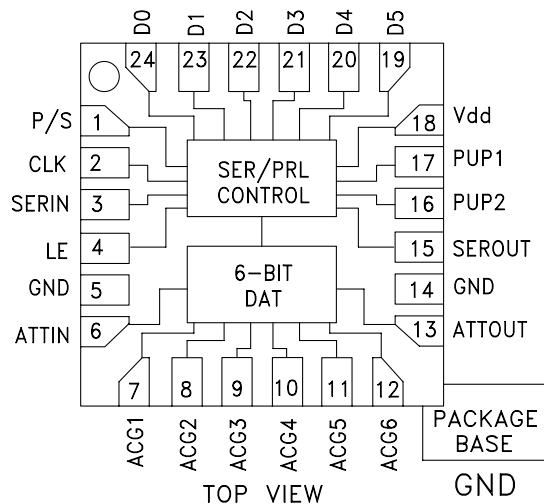 D0 D1 D2 D3 D4 D5
24 23 22 21 20 19
P/S 1 18 Vdd
CLK 2 17 PUP1
SERIN 3 16 PUP2
LE 4 15 SEROUT
GND 5 14 GND
ATTIN 6 13 ATTOUT
SER/PRL
CONTROL
6-BIT
DAT
7 8 9 10 11 12
ACG1 ACG2 ACG3 ACG4 ACG5 ACG6
PACKAGE
BASE
TOP VIEW
GND